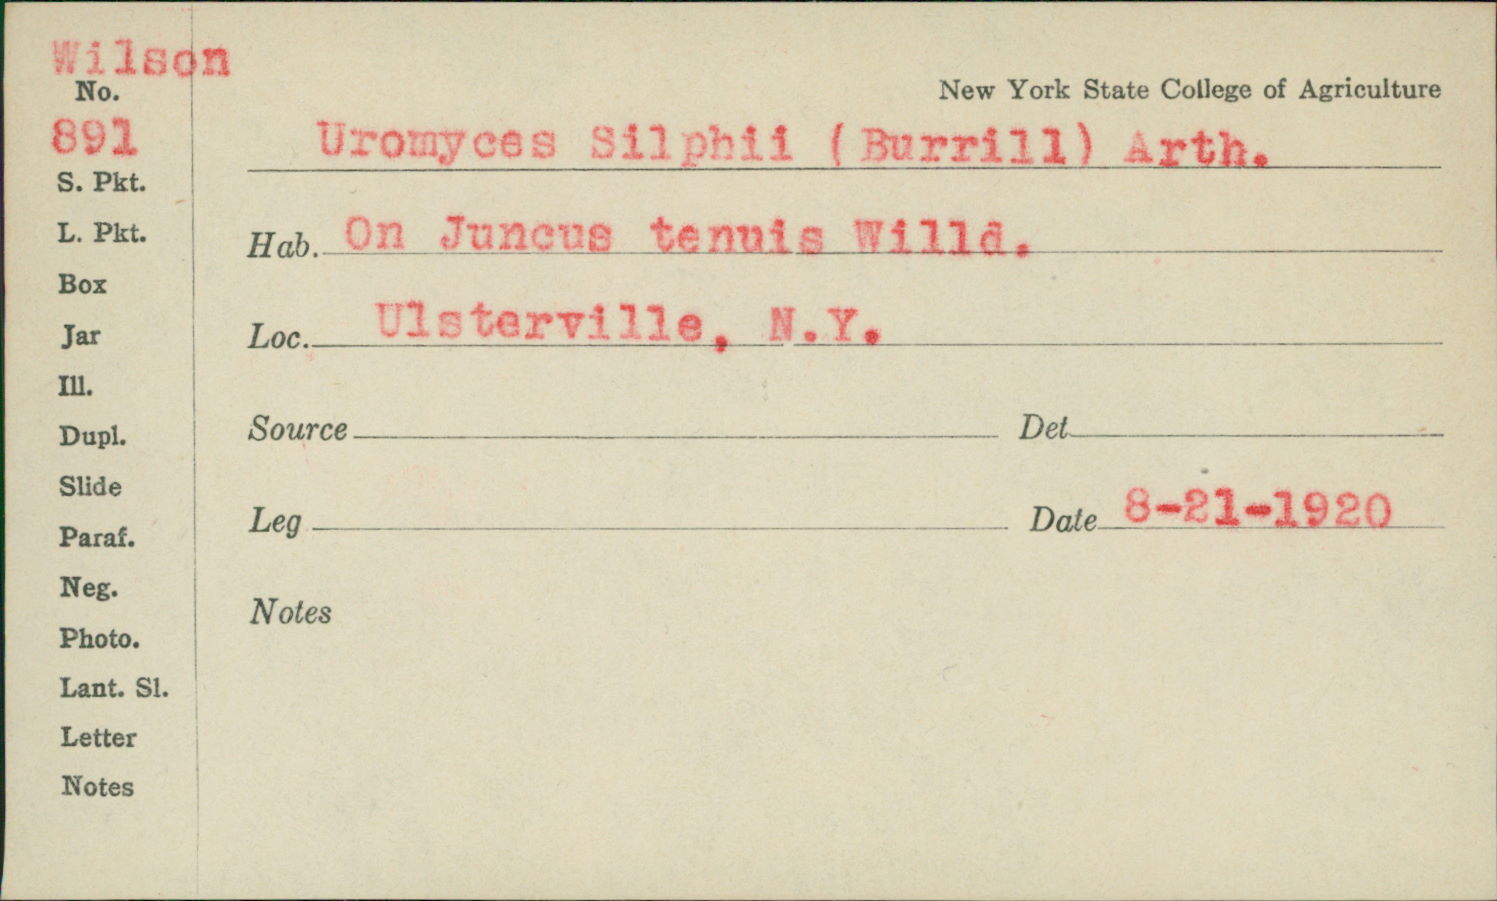 Wilson
No.
891
New York State College of Agriculture
Uromyces Silphii (Burrill) Arth.
S. Pkt.
L. Pkt.
Hab. On Juncus tenuis Willd.
Box
Jar
Loc. Ulsterville, N.Y.
Ill.
Dupl.
Source Det
Slide
Leg Date 8-21-1920
Paraf.
Neg.
Notes
Photo.
Lant. Sl.
Letter
Notes